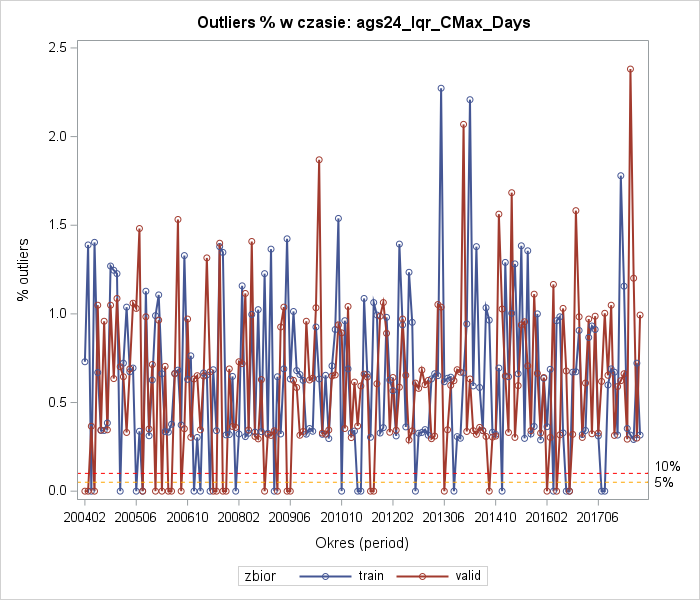 Outliers % w czasie: ags24_Iqr_CMax_Days
% outliers
2.5
2.0
1.5
1.0
0.5
0.0
10%
5%
200402 200506 200610 200802 200906 201010 201202 201306 201410 201602 201706
Okres (period)
zbior train valid